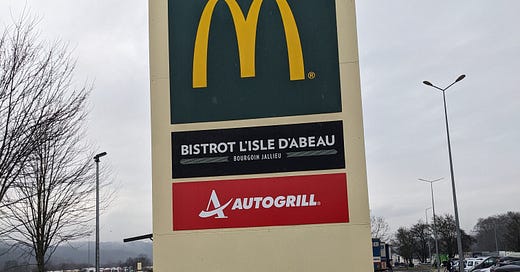 ®
BISTROT L'ISLE D'ABEAU
BOURGOIN JALLIEU
AUTOGRILL®